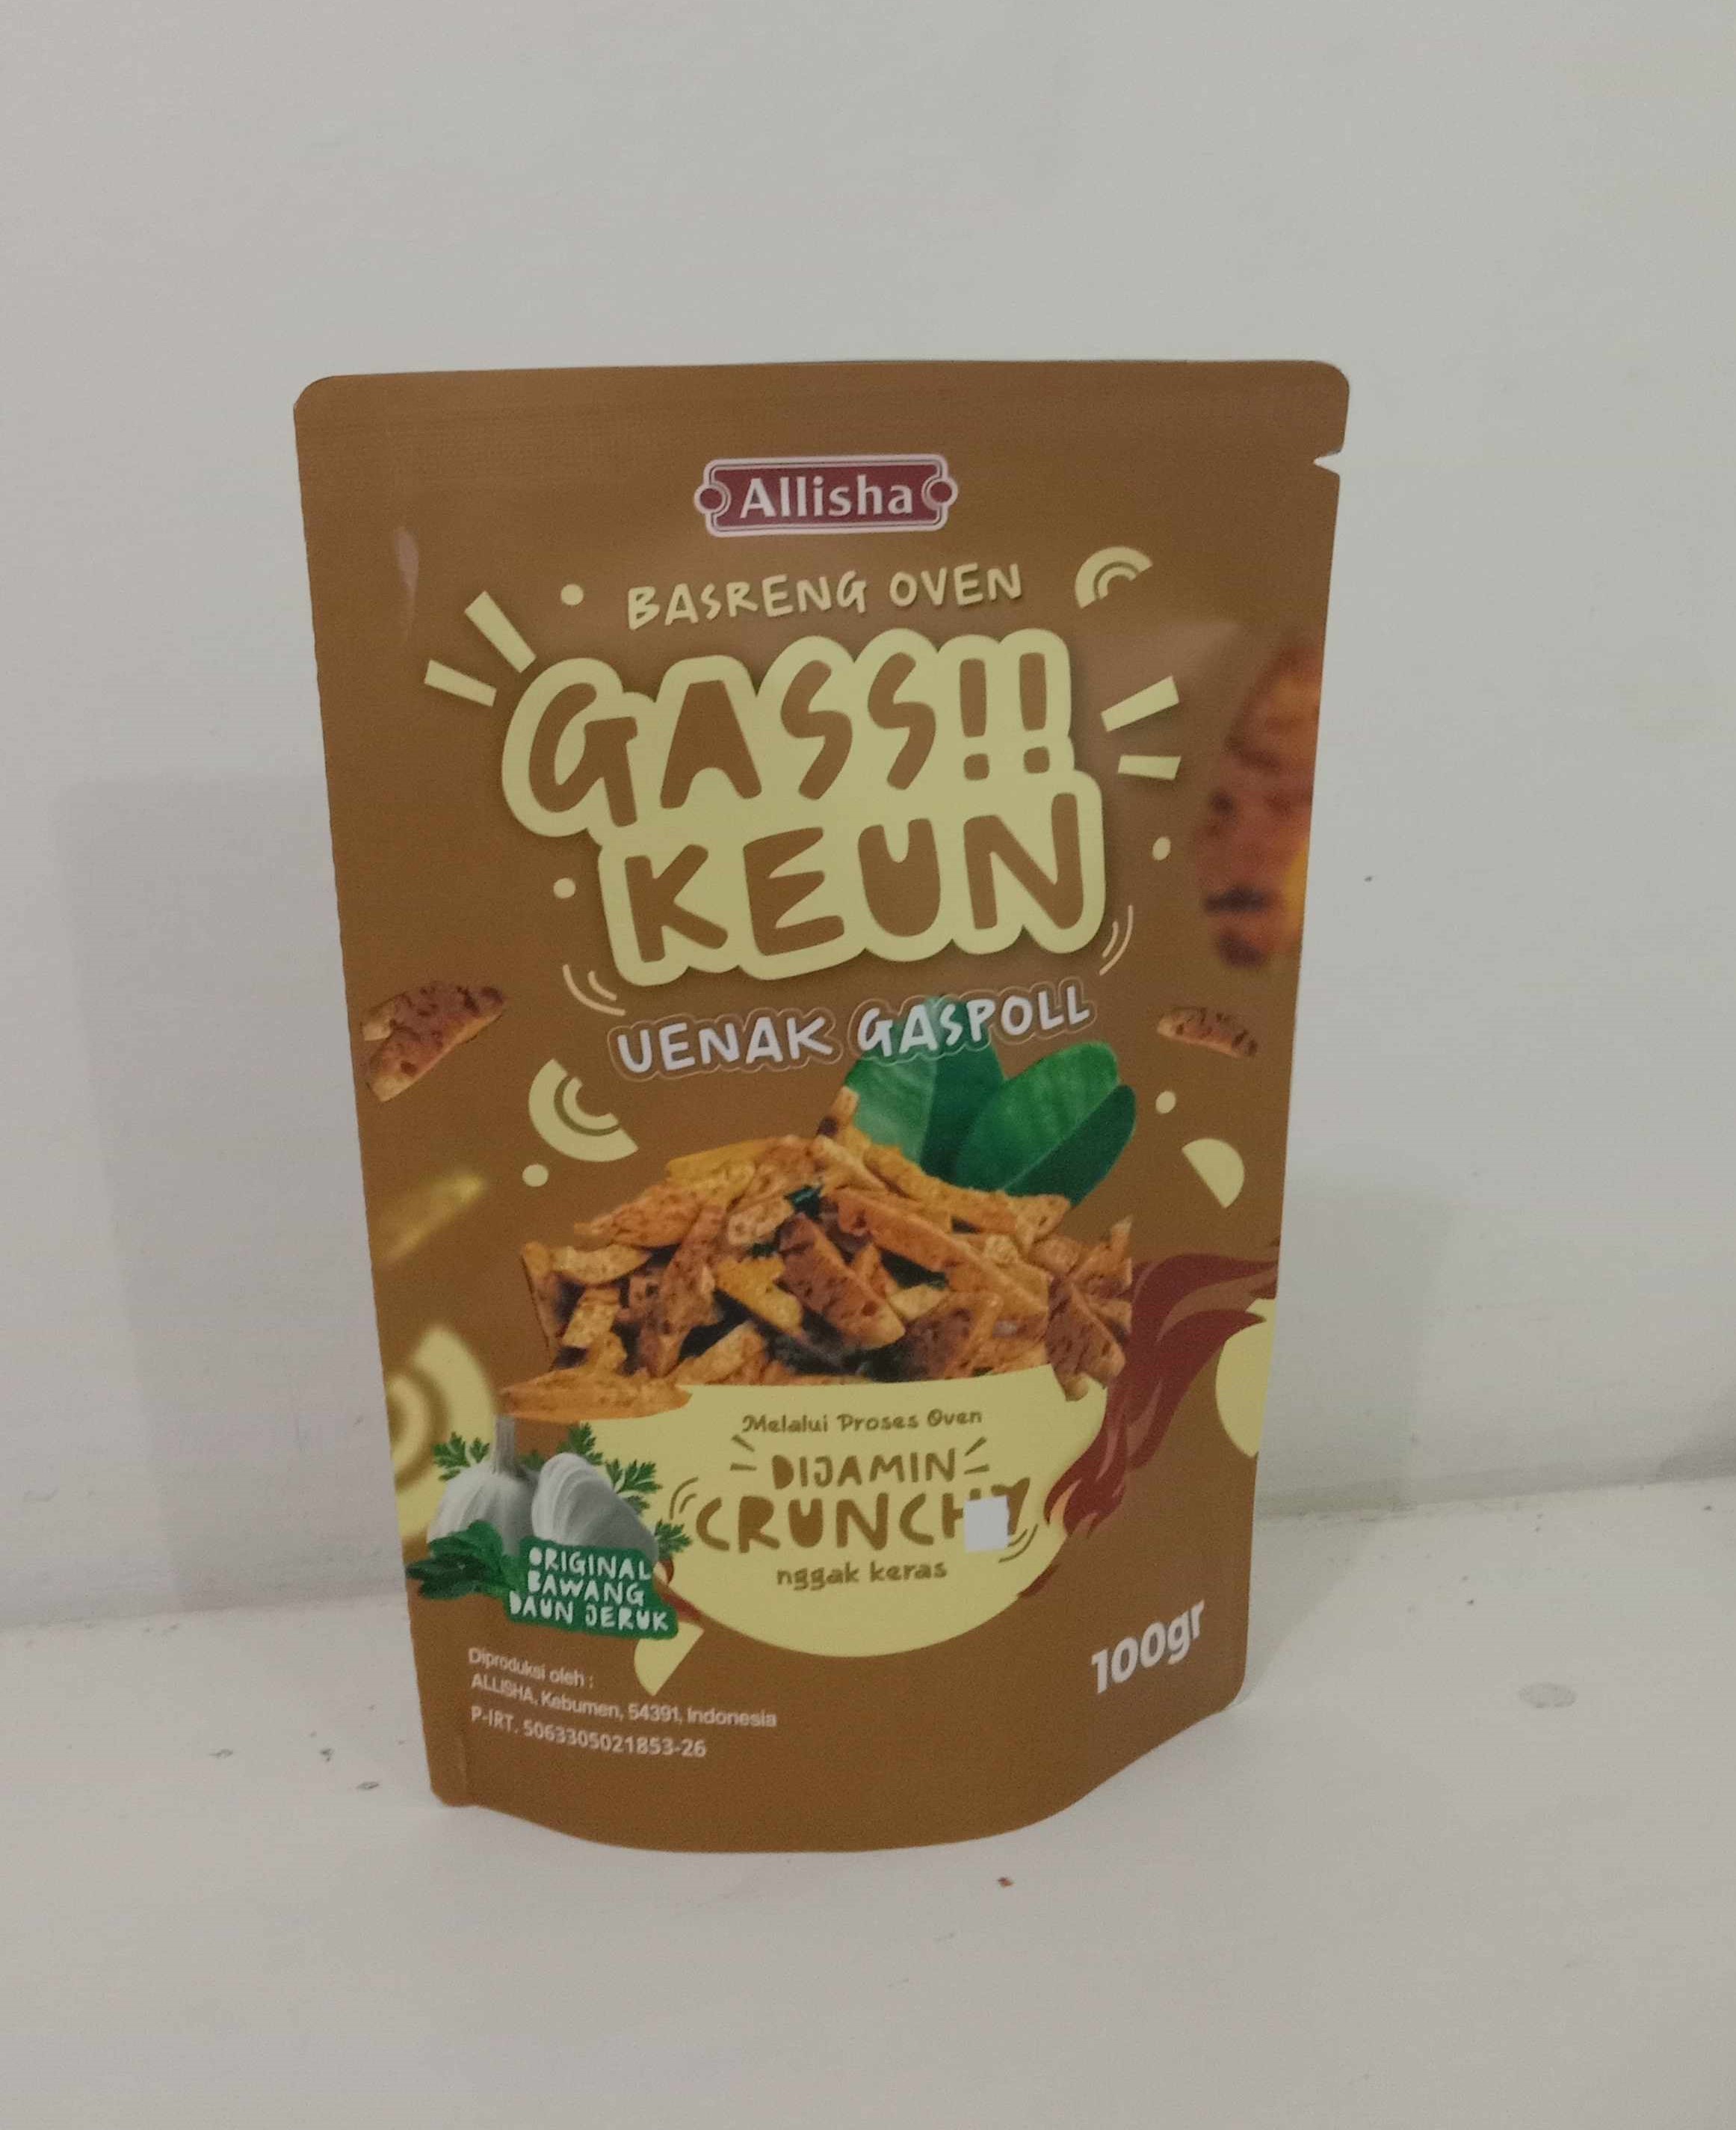 Allisha
BASRENG OVEN
GASS!!
KEUN
UENAK GASPOLL
Melalui Proses Oven
DIJAMIN
CRUNCHY
nggak keras
ORIGINAL
BAWANG
DAUN JERUK
100gr
Diproduksi oleh :
ALLISHA, Kebumen, 54391, Indonesia
P-IRT. 5063305021853-26